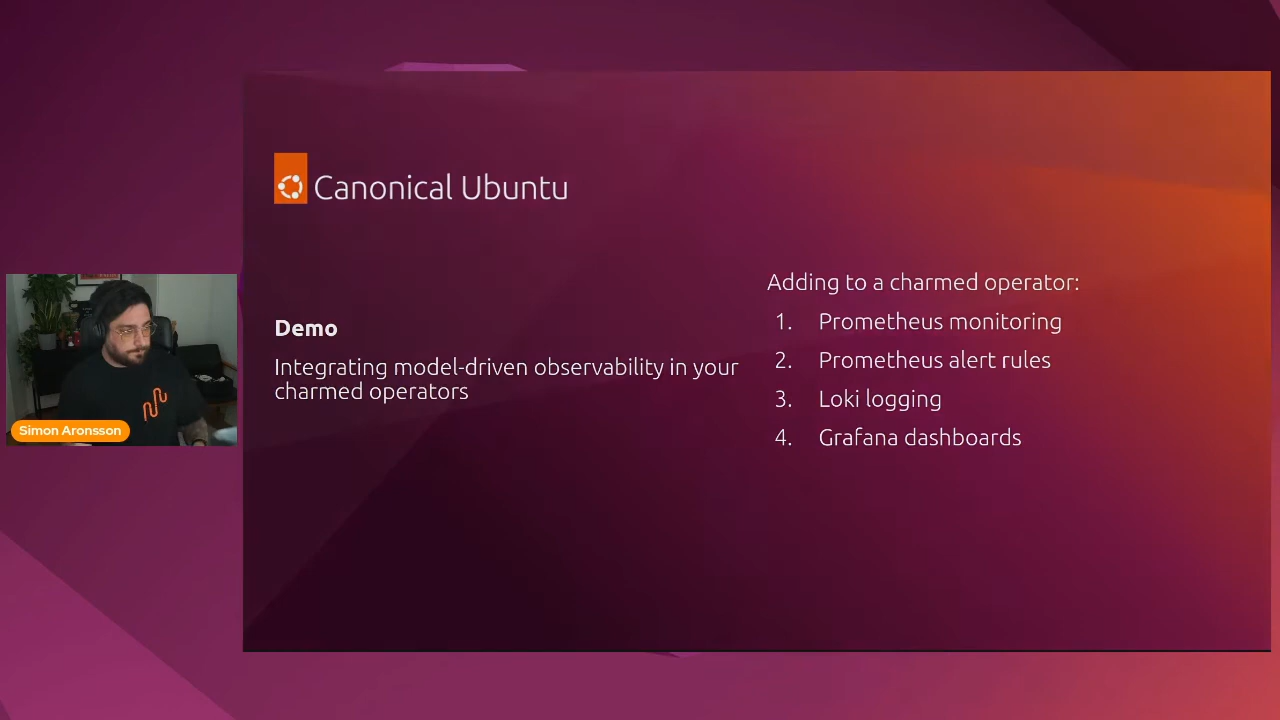 Canonical Ubuntu
Demo
Integrating model-driven observability in your
charmed operators
Adding to a charmed operator:
1. Prometheus monitoring
2. Prometheus alert rules
3. Loki logging
4. Grafana dashboards
Simon Aronsson